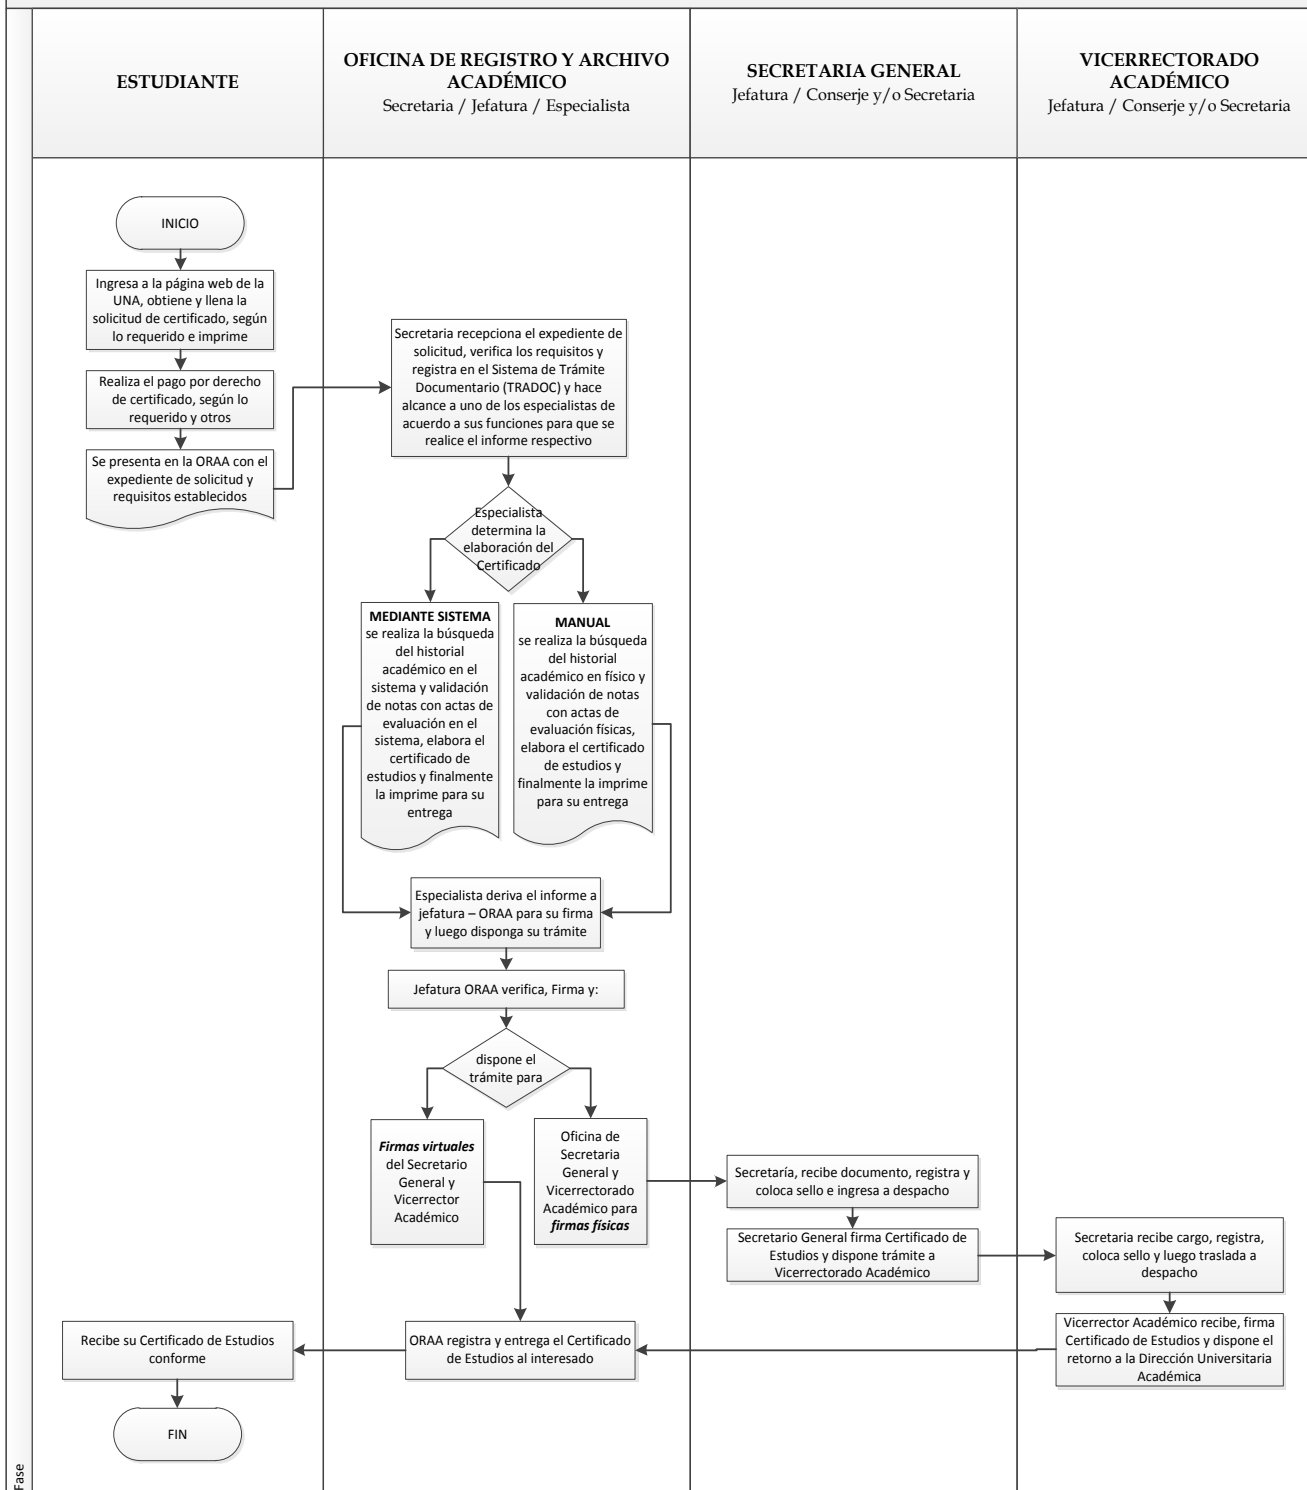 ESTUDIANTE
OFICINA DE REGISTRO Y ARCHIVO
ACADÉMICO
Secretaria / Jefatura / Especialista
SECRETARIA GENERAL
Jefatura / Conserje y/o Secretaria
VICERRECTORADO
ACADÉMICO
Jefatura / Conserje y/o Secretaria
INICIO
Ingresa a la página web de la
UNA, obtiene y llena la
solicitud de certificado, según
lo requerido e imprime
Realiza el pago por derecho
de certificado, según lo
requerido y otros
Se presenta en la ORAA con el
expediente de solicitud y
requisitos establecidos
Secretaria recepciona el expediente de
solicitud, verifica los requisitos y
registra en el Sistema de Trámite
Documentario (TRADOC) y hace
alcance a uno de los especialistas de
acuerdo a sus funciones para que se
realice el informe respectivo
Especialista
determina la
elaboración del
Certificado
MEDIANTE SISTEMA
se realiza la búsqueda
del historial
académico en el
sistema y validación
de notas con actas de
evaluación en el
sistema, elabora el
certificado de
estudios y finalmente
la imprime para su
entrega
MANUAL
se realiza la búsqueda
del historial
académico en físico y
validación de notas
con actas de
evaluación físicas,
elabora el certificado
de estudios y
finalmente la imprime
para su entrega
Especialista deriva el informe a
jefatura – ORAA para su firma
y luego disponga su trámite
Jefatura ORAA verifica, Firma y:
dispone el
trámite para
Firmas virtuales
del Secretario
General y
Vicerrector
Académico
Oficina de
Secretaria
General y
Vicerrectorado
Académico para
firmas físicas
Secretaría, recibe documento, registra y
coloca sello e ingresa a despacho
Secretario General firma Certificado de
Estudios y dispone trámite a
Vicerrectorado Académico
Secretaria recibe cargo, registra,
coloca sello y luego traslada a
despacho
Vicerrector Académico recibe, firma
Certificado de Estudios y dispone el
retorno a la Dirección Universitaria
Académica
ORAA registra y entrega el Certificado
de Estudios al interesado
Recibe su Certificado de Estudios
conforme
FIN
Fase